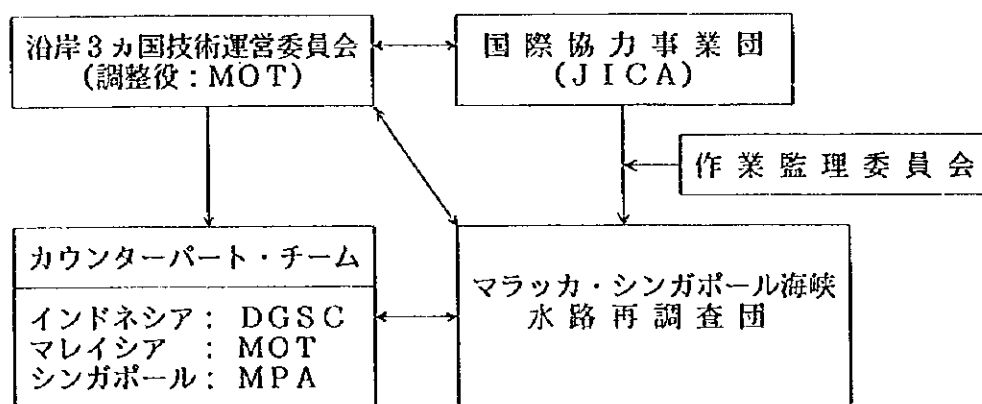 沿岸3ヵ国技術運営委員会
(調整役:MOT)
国際協力事業団
(JICA)
作業監理委員会
カウンターパート・チーム
インドネシア: DGSC
マレイシア : MOT
シンガポール: MPA
マラッカ・シンガポール海峡
水路再調査団